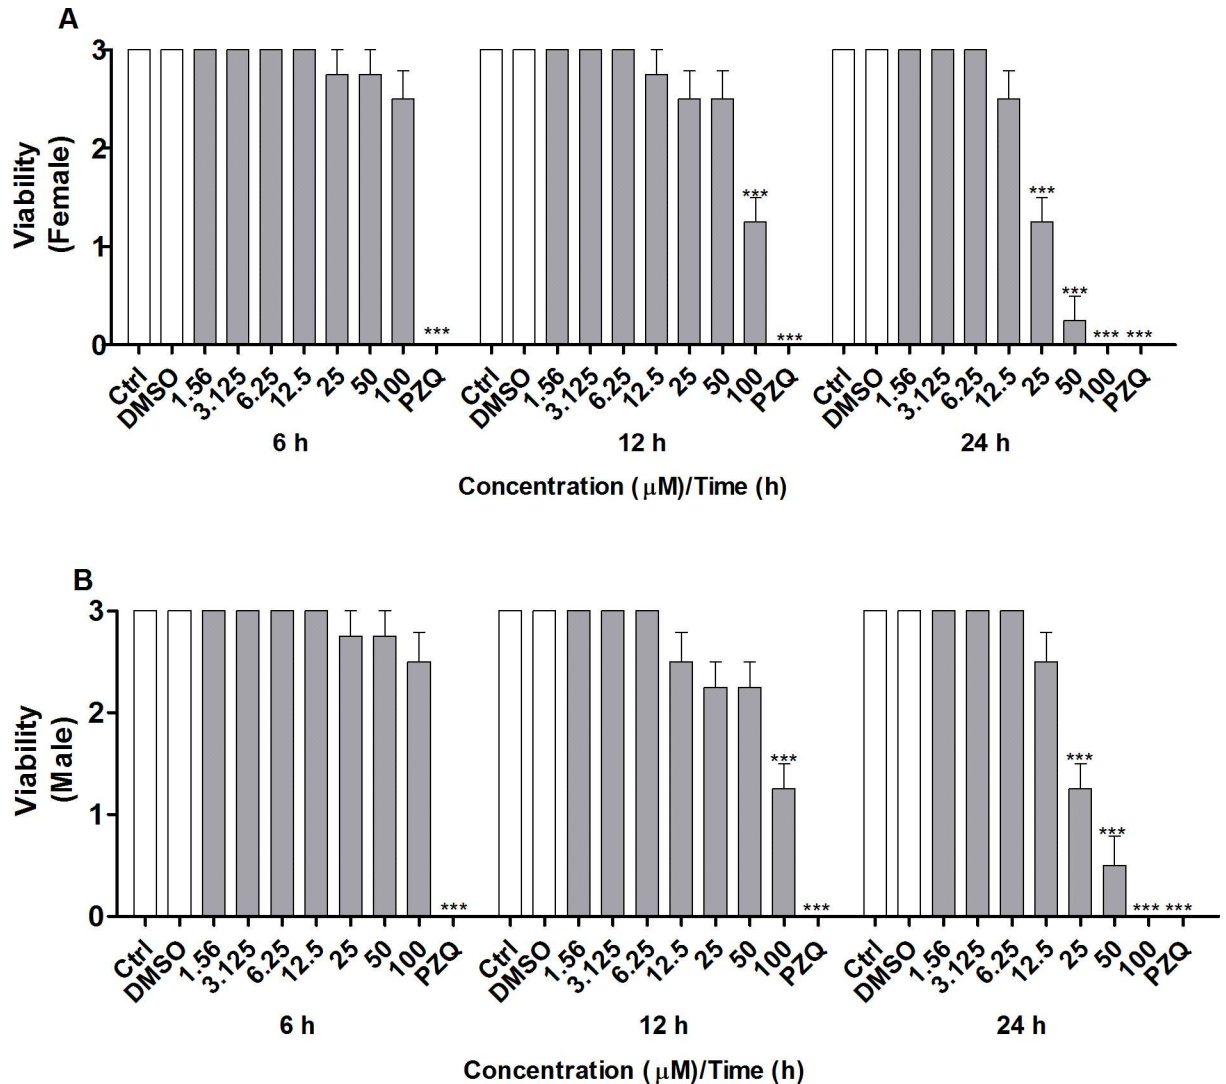 A
Viability
(Female)
3
2
1
0
*** *** *** *** *** *** ***
Ctrl DMSO 1.56 3.125 6.25 12.5 25 50 100 PZQ Ctrl DMSO 1.56 3.125 6.25 12.5 25 50 100 PZQ Ctrl DMSO 1.56 3.125 6.25 12.5 25 50 100 PZQ
6 h 12 h 24 h
Concentration (μM)/Time (h)
B
Viability
(Male)
3
2
1
0
*** *** *** *** *** *** ***
Ctrl DMSO 1.56 3.125 6.25 12.5 25 50 100 PZQ Ctrl DMSO 1.56 3.125 6.25 12.5 25 50 100 PZQ Ctrl DMSO 1.56 3.125 6.25 12.5 25 50 100 PZQ
6 h 12 h 24 h
Concentration (μM)/Time (h)